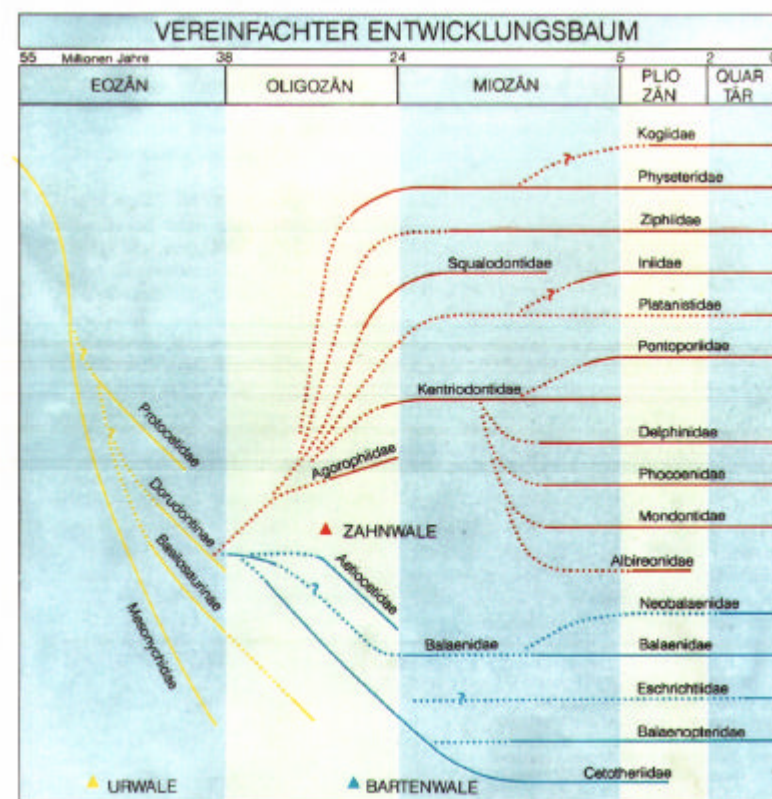 VEREINFACHTER ENTWICKLUNGSBAUM
55 Millionen Jahre 38 24 5 2 0
EOZÄN OLIGOZÄN MIOZÄN PLIO
ZÄN QUAR
TÄR
Kogiidae
?
Physeteridae
Ziphiidae
Squalodontidae
Iniidae
?
Platanistidae
Pontoporiidae
?
Kentriodontidae
Protocetidae
Delphinidae
?
Agorophiidae
Phocoenidae
Dorudontinae
▲ ZAHNWALE
Mondontidae
Basilosaurinae
Aetiocetidae
Albireonidae
?
Neobalaenidae
Mesonychidae
Balaenidae
Balaenidae
?
Eschrichtiidae
Balaenopteridae
Cetotheriidae
▲ URWALE
▲ BARTENWALE